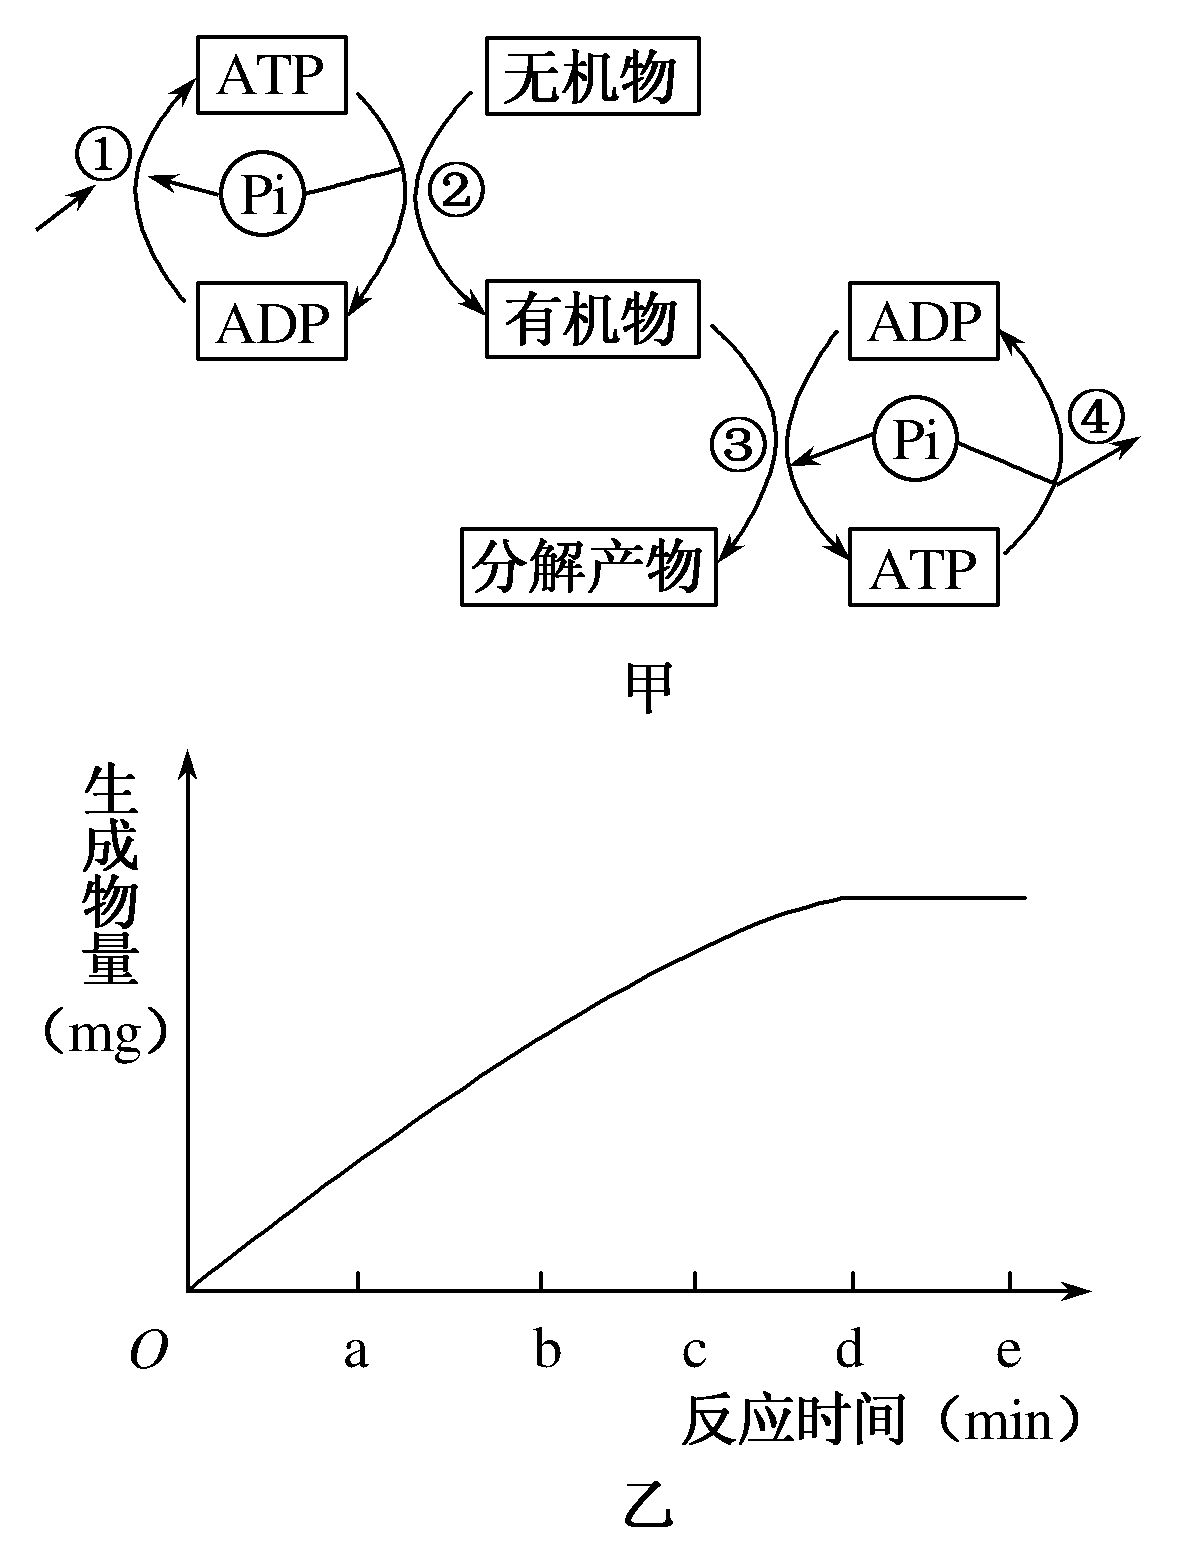 ATP
无机物
①
Pi
②
ADP
有机物
ADP
③
Pi
④
分解产物
ATP
甲
生成物量
(mg)
O a b c d e
反应时间(min)
乙